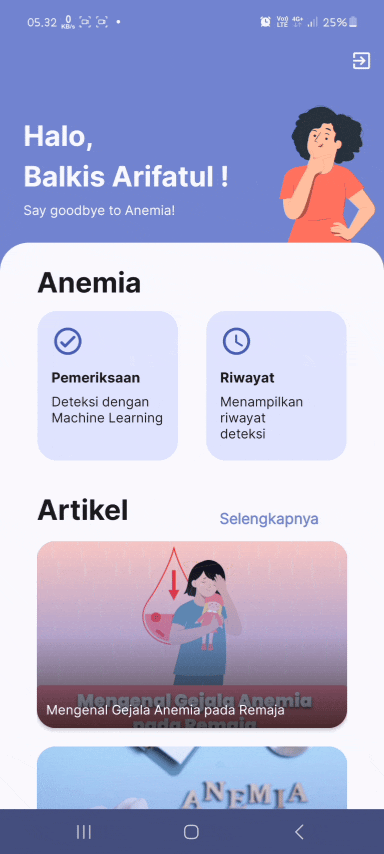 05.32 0 KB/s
Vo) LTE 4G+ 25%
Halo,
Balkis Arifatul !
Say goodbye to Anemia!
Anemia
Pemeriksaan
Deteksi dengan
Machine Learning
Riwayat
Menampilkan
riwayat
deteksi
Artikel
Selengkapnya
Mengenal Gejala Anemia
pada Remaja
Mengenal Gejala Anemia pada Remaja
ANEMIA